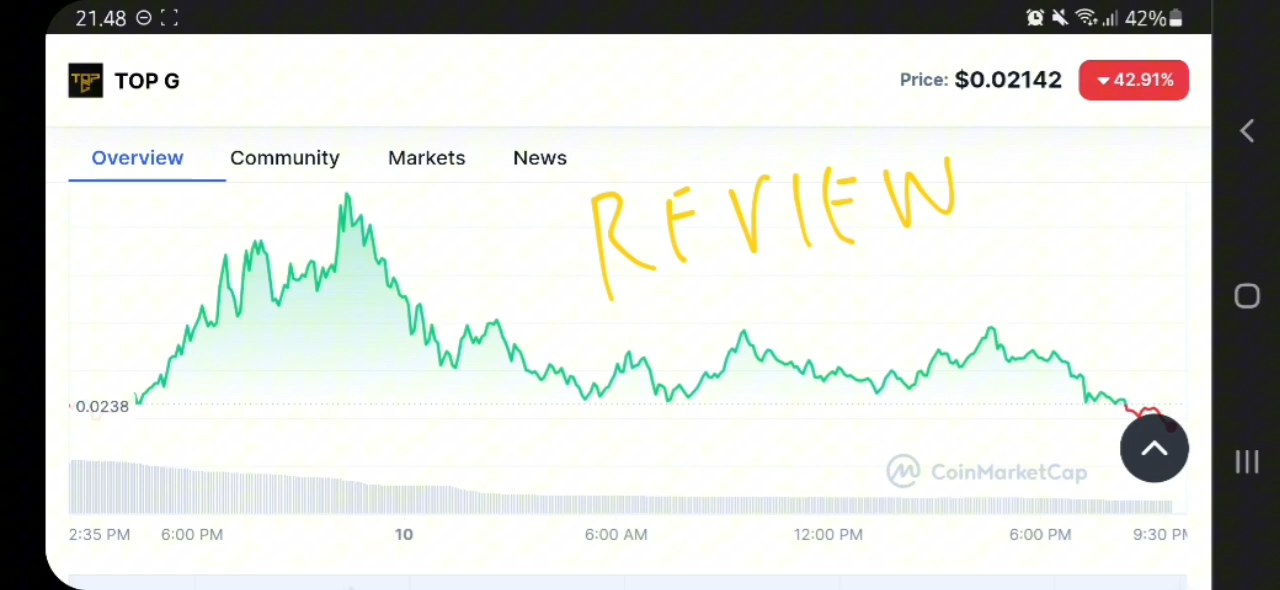 21.48 42%
TOP G Price: $0.02142 42.91%
Overview Community Markets News
REVIEW
0.0238
CoinMarketCap
2:35 PM 6:00 PM 10 6:00 AM 12:00 PM 6:00 PM 9:30 PM